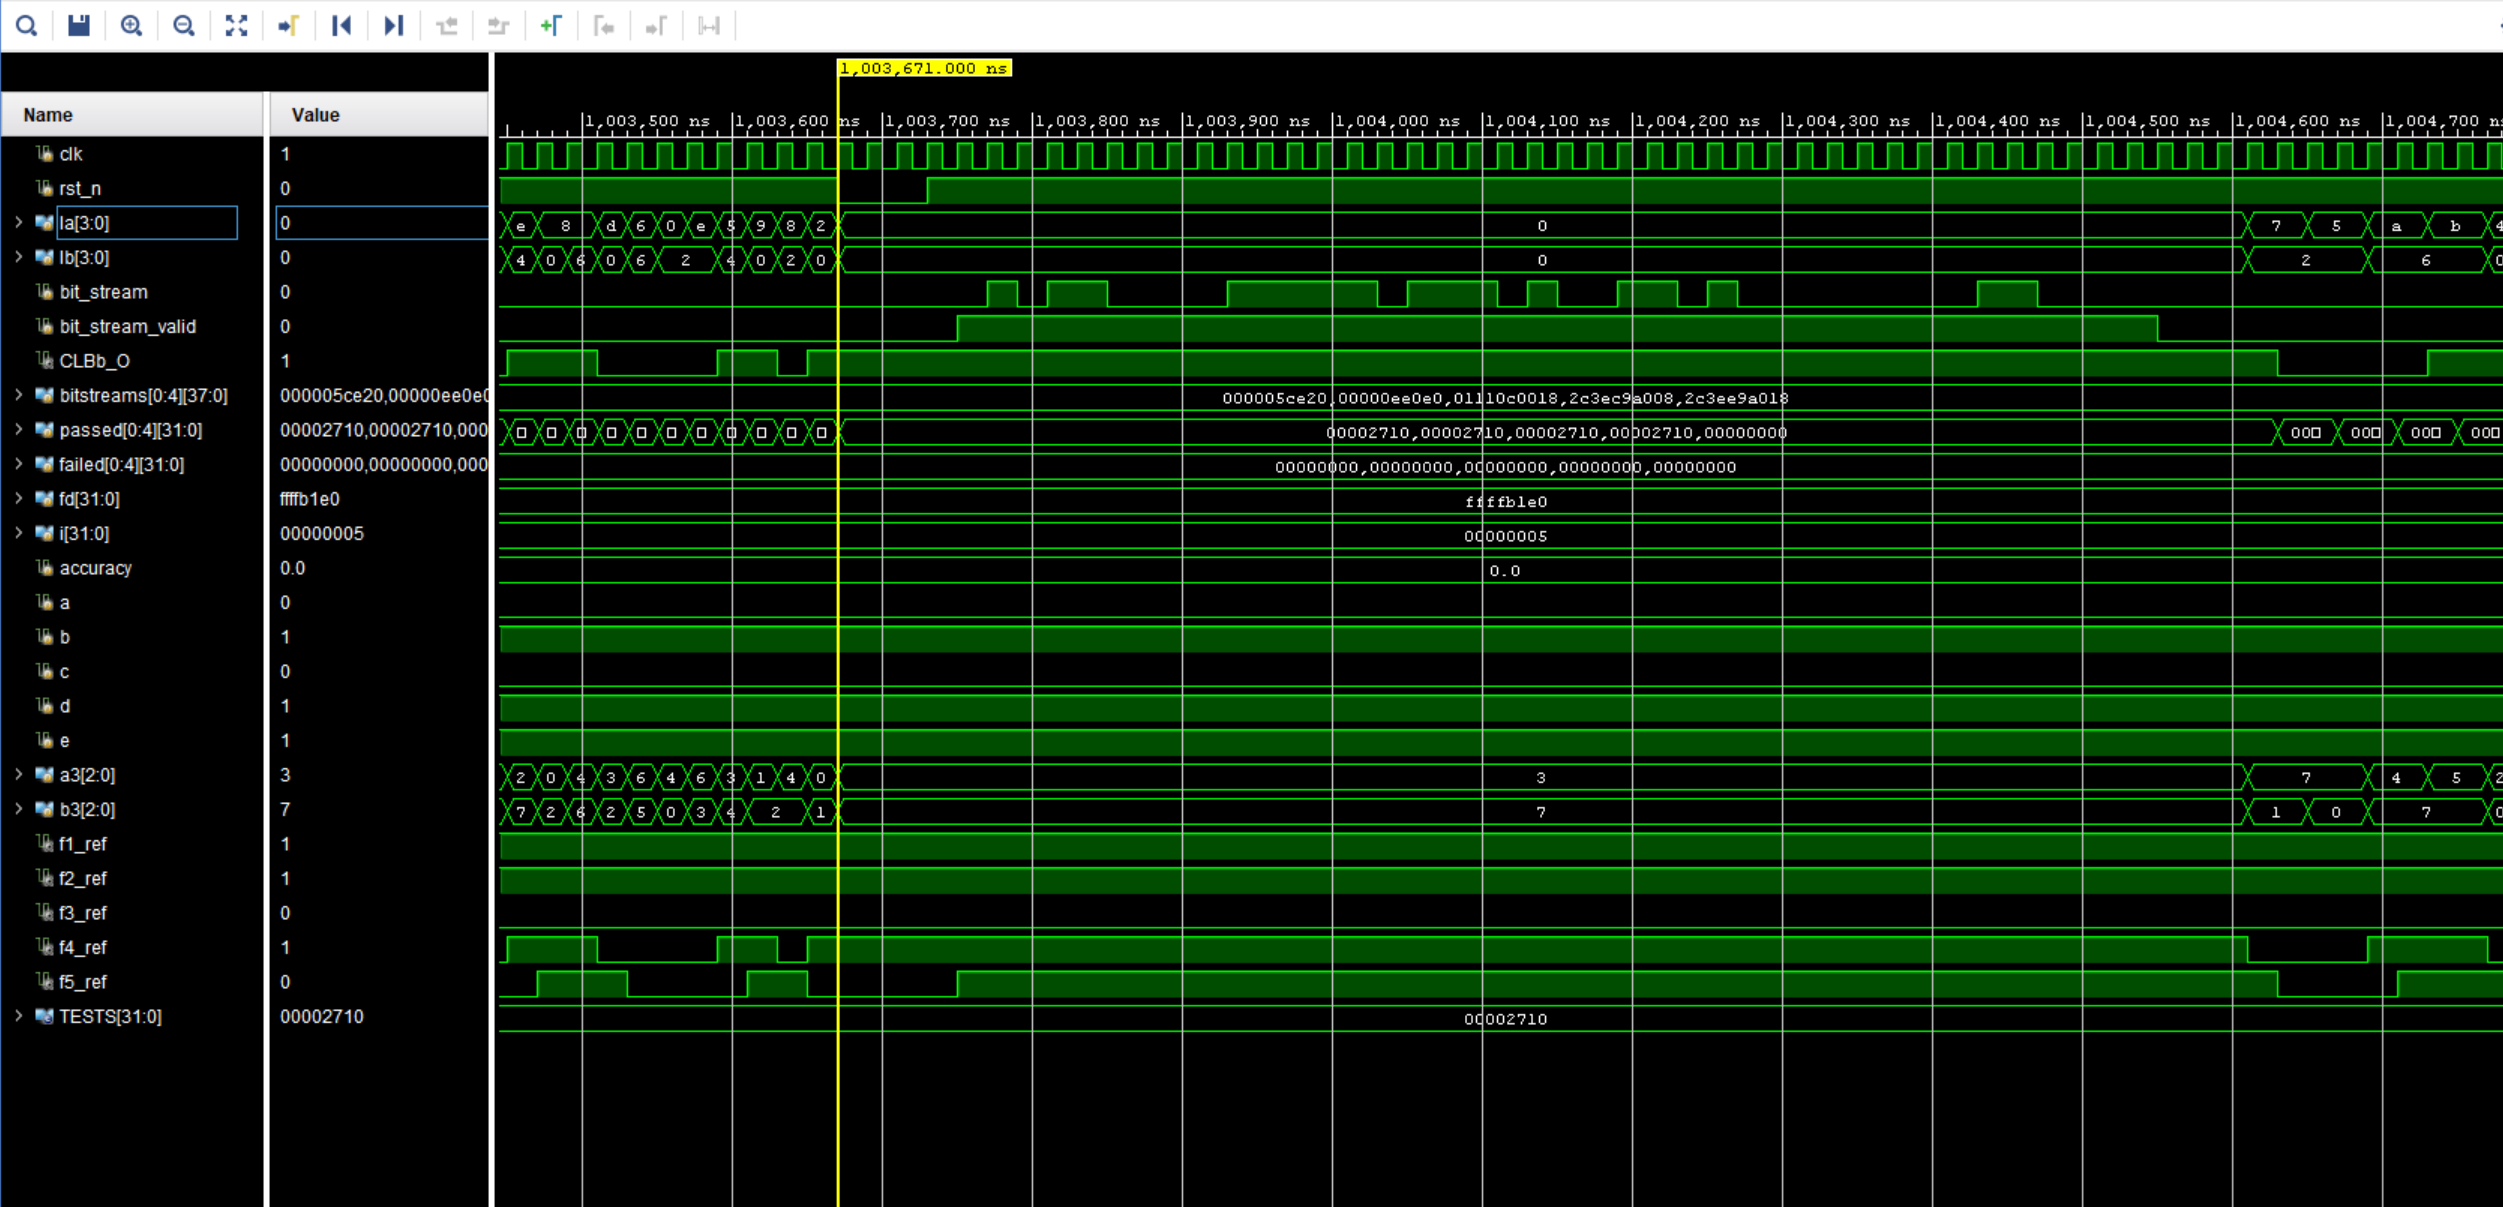 1,003,671.000 ns
Name Value
1,003,500 ns 1,003,600 ns 1,003,700 ns 1,003,800 ns 1,003,900 ns 1,004,000 ns 1,004,100 ns 1,004,200 ns 1,004,300 ns 1,004,400 ns 1,004,500 ns 1,004,600 ns 1,004,700 ns
clk 1
rst_n 0
Ia[3:0] 0 e 8 d 6 0 e 5 9 8 2 0 7 5 a b 4
Ib[3:0] 0 4 0 6 0 6 2 4 0 2 0 0 2 6 0
bit_stream 0
bit_stream_valid 0
CLBb_O 1
bitstreams[0:4][37:0] 000005ce20,00000ee0e0 000005ce20,00000ee0e0,01110c0018,2c3ec9a008,2c3ee9a018
passed[0:4][31:0] 00002710,00002710,000 00002710,00002710,00002710,00002710,00000000 00 00 00 00
failed[0:4][31:0] 00000000,00000000,000 00000000,00000000,00000000,00000000,00000000
fd[31:0] ffffb1e0 ffffb1e0
i[31:0] 00000005 00000005
accuracy 0.0 0.0
a 0
b 1
c 0
d 1
e 1
a3[2:0] 3 2 0 4 3 6 4 6 3 1 4 0 3 7 4 5 2
b3[2:0] 7 7 2 6 2 5 0 3 4 2 1 7 1 0 7 0
f1_ref 1
f2_ref 1
f3_ref 0
f4_ref 1
f5_ref 0
TESTS[31:0] 00002710 00002710